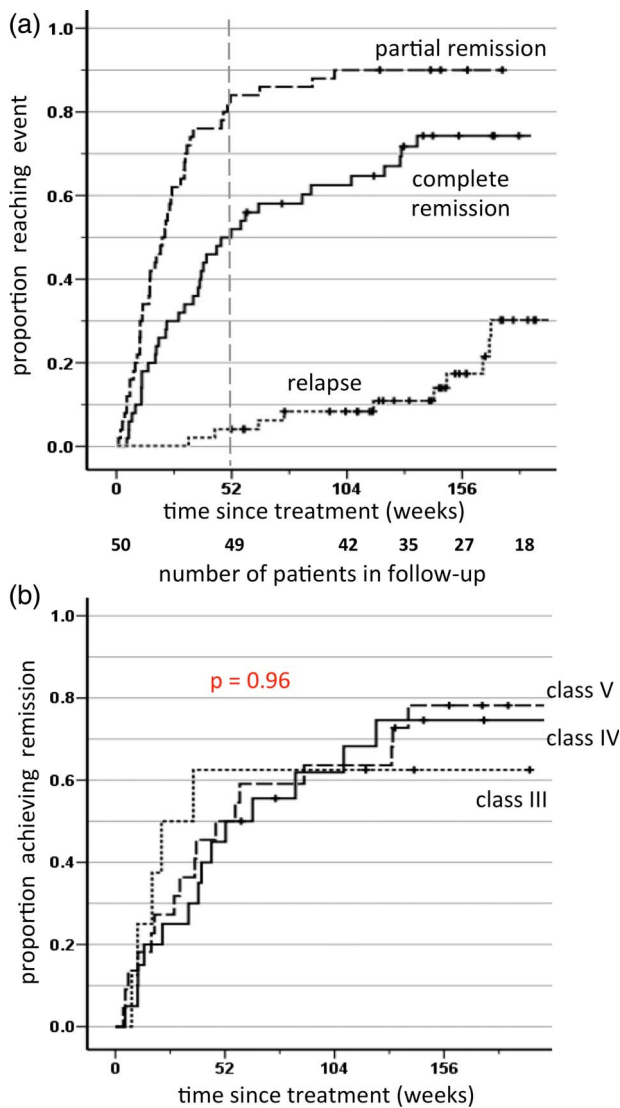 (a)
1.0
partial remission
0.8
0.6
complete
remission
0.4
0.2
relapse
0.0
proportion reaching event
0 52 104 156
time since treatment (weeks)
50 49 42 35 27 18
number of patients in follow-up
(b)
1.0
p = 0.96
0.8
class V
class IV
0.6
class III
0.4
0.2
0.0
proportion achieving remission
0 52 104 156
time since treatment (weeks)